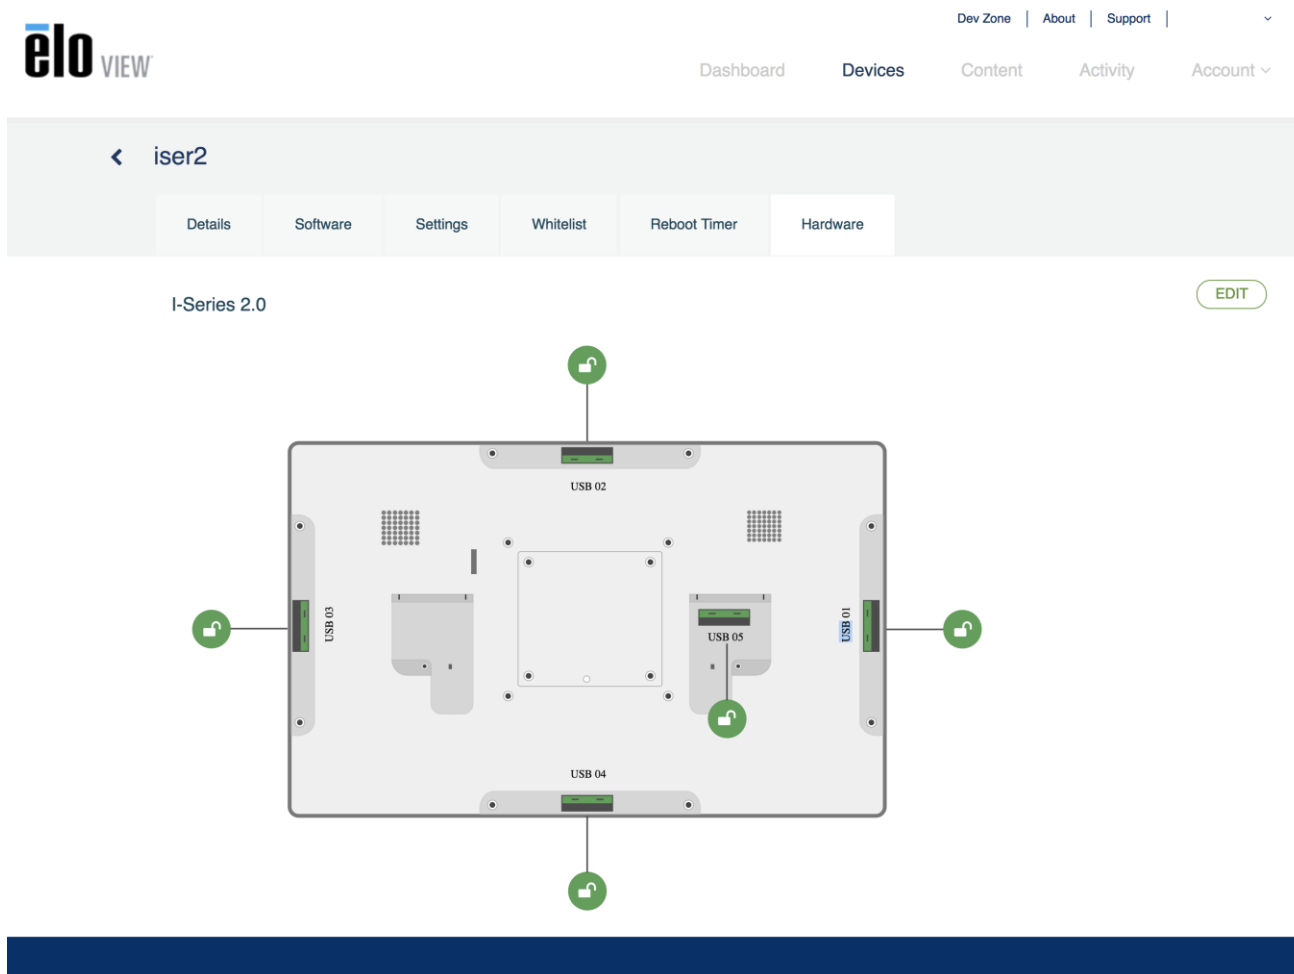 Dev Zone | About | Support |
ēlo VIEW
Dashboard Devices Content Activity Account
iser2
Details Software Settings Whitelist Reboot Timer Hardware
I-Series 2.0
EDIT
USB 02
USB 03
USB 05
USB 01
USB 04